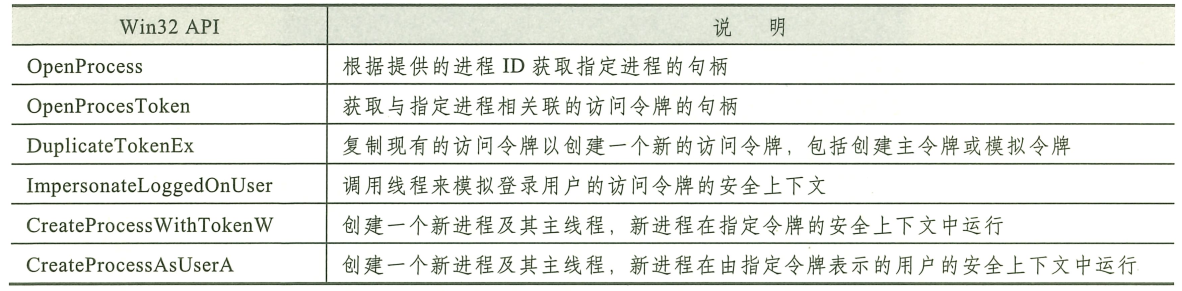 Win32 API 说 明
OpenProcess 根据提供的进程 ID 获取指定进程的句柄
OpenProcesToken 获取与指定进程相关联的访问令牌的句柄
DuplicateTokenEx 复制现有的访问令牌以创建一个新的访问令牌，包括创建主令牌或模拟令牌
ImpersonateLoggedOnUser 调用线程来模拟登录用户的访问令牌的安全上下文
CreateProcessWithTokenW 创建一个新进程及其主线程，新进程在指定令牌的安全上下文中运行
CreateProcessAsUserA 创建一个新进程及其主线程，新进程在由指定令牌表示的用户的安全上下文中运行